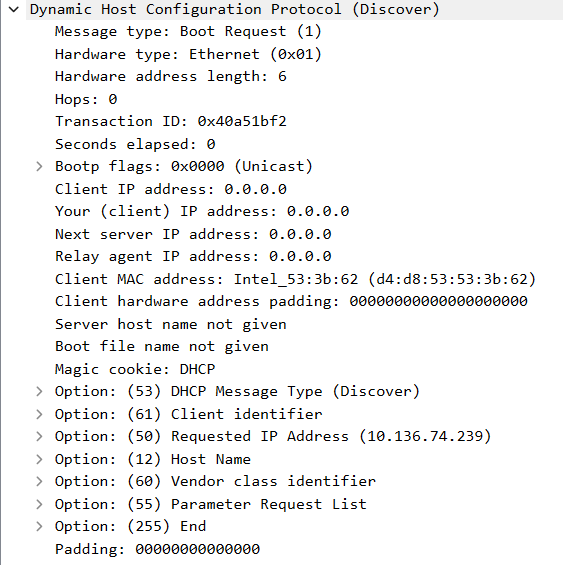 Dynamic Host Configuration Protocol (Discover)
Message type: Boot Request (1)
Hardware type: Ethernet (0x01)
Hardware address length: 6
Hops: 0
Transaction ID: 0x40a51bf2
Seconds elapsed: 0
Bootp flags: 0x0000 (Unicast)
Client IP address: 0.0.0.0
Your (client) IP address: 0.0.0.0
Next server IP address: 0.0.0.0
Relay agent IP address: 0.0.0.0
Client MAC address: Intel_53:3b:62 (d4:d8:53:53:3b:62)
Client hardware address padding: 00000000000000000000
Server host name not given
Boot file name not given
Magic cookie: DHCP
Option: (53) DHCP Message Type (Discover)
Option: (61) Client identifier
Option: (50) Requested IP Address (10.136.74.239)
Option: (12) Host Name
Option: (60) Vendor class identifier
Option: (55) Parameter Request List
Option: (255) End
Padding: 00000000000000